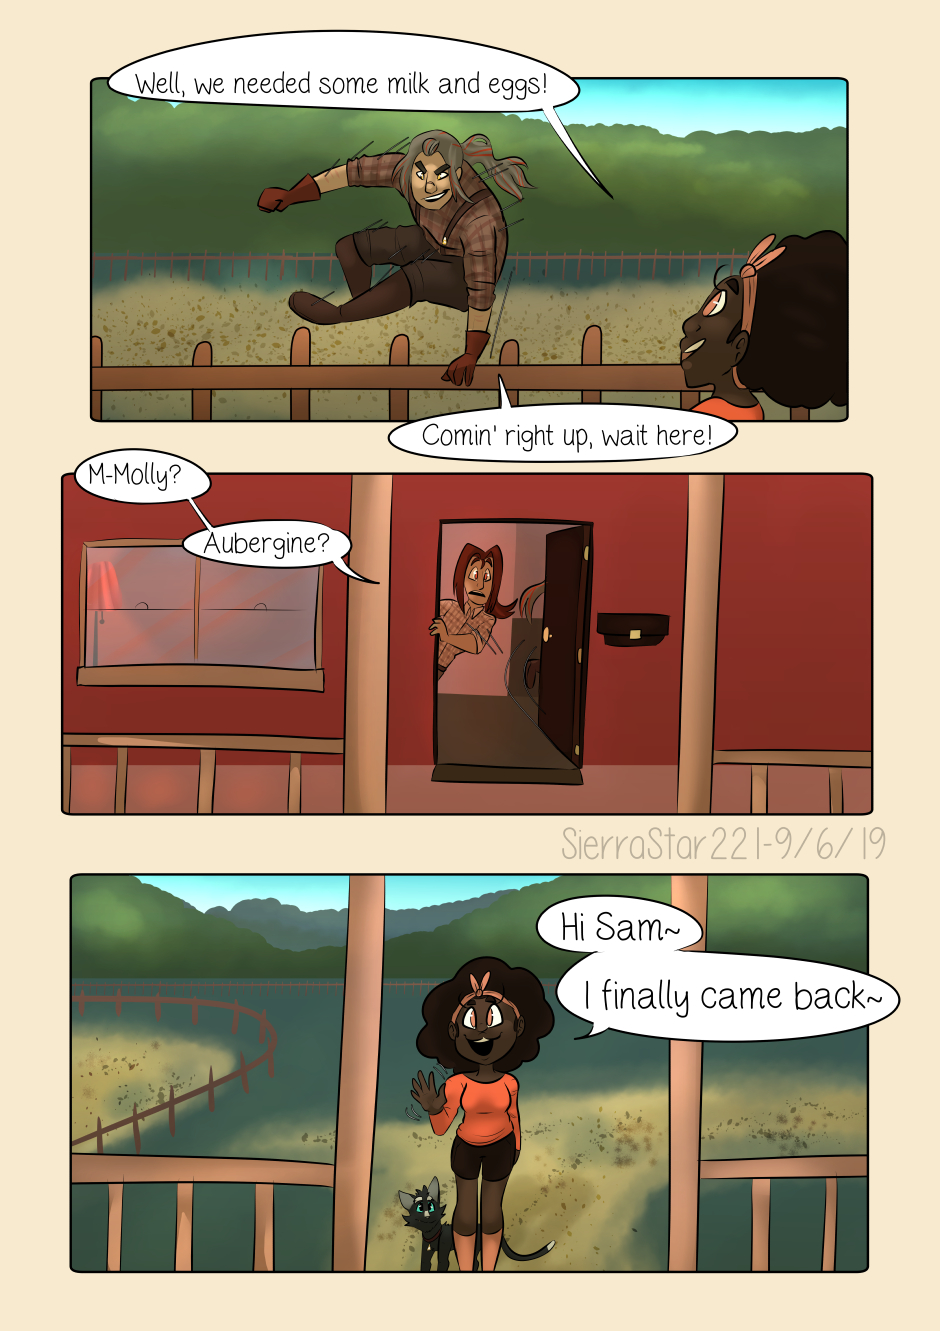 Well, we needed some milk and eggs!
Comin' right up, wait here!
M-Molly?
Aubergine?
SierraStar221-9/6/19
Hi Sam~
I finally came back~